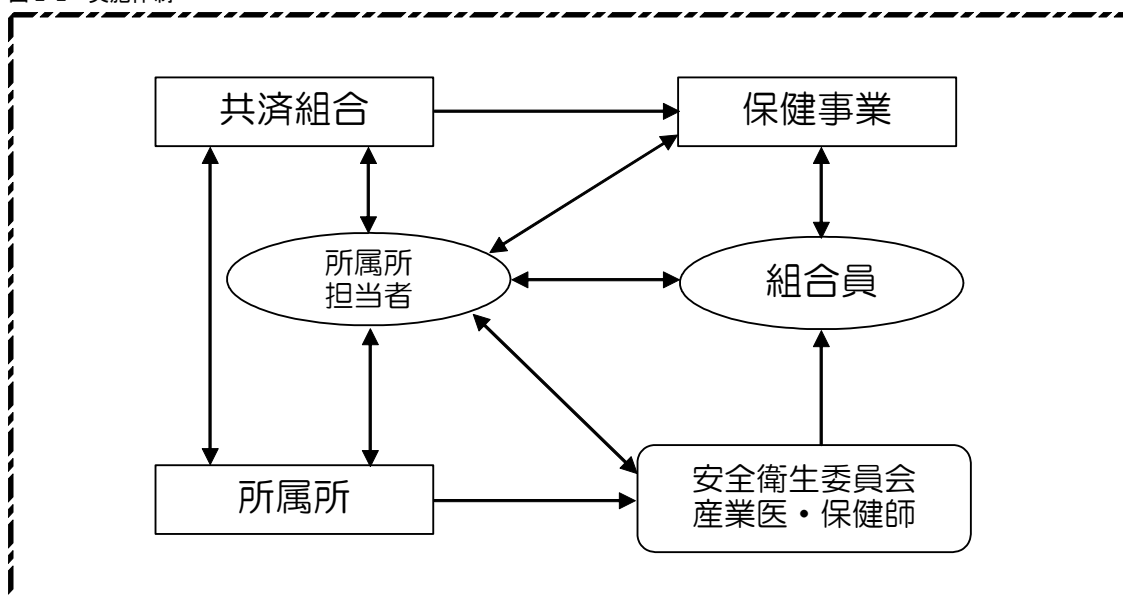 共済組合
保健事業
所属所
担当者
組合員
所属所
安全衛生委員会
産業医・保健師